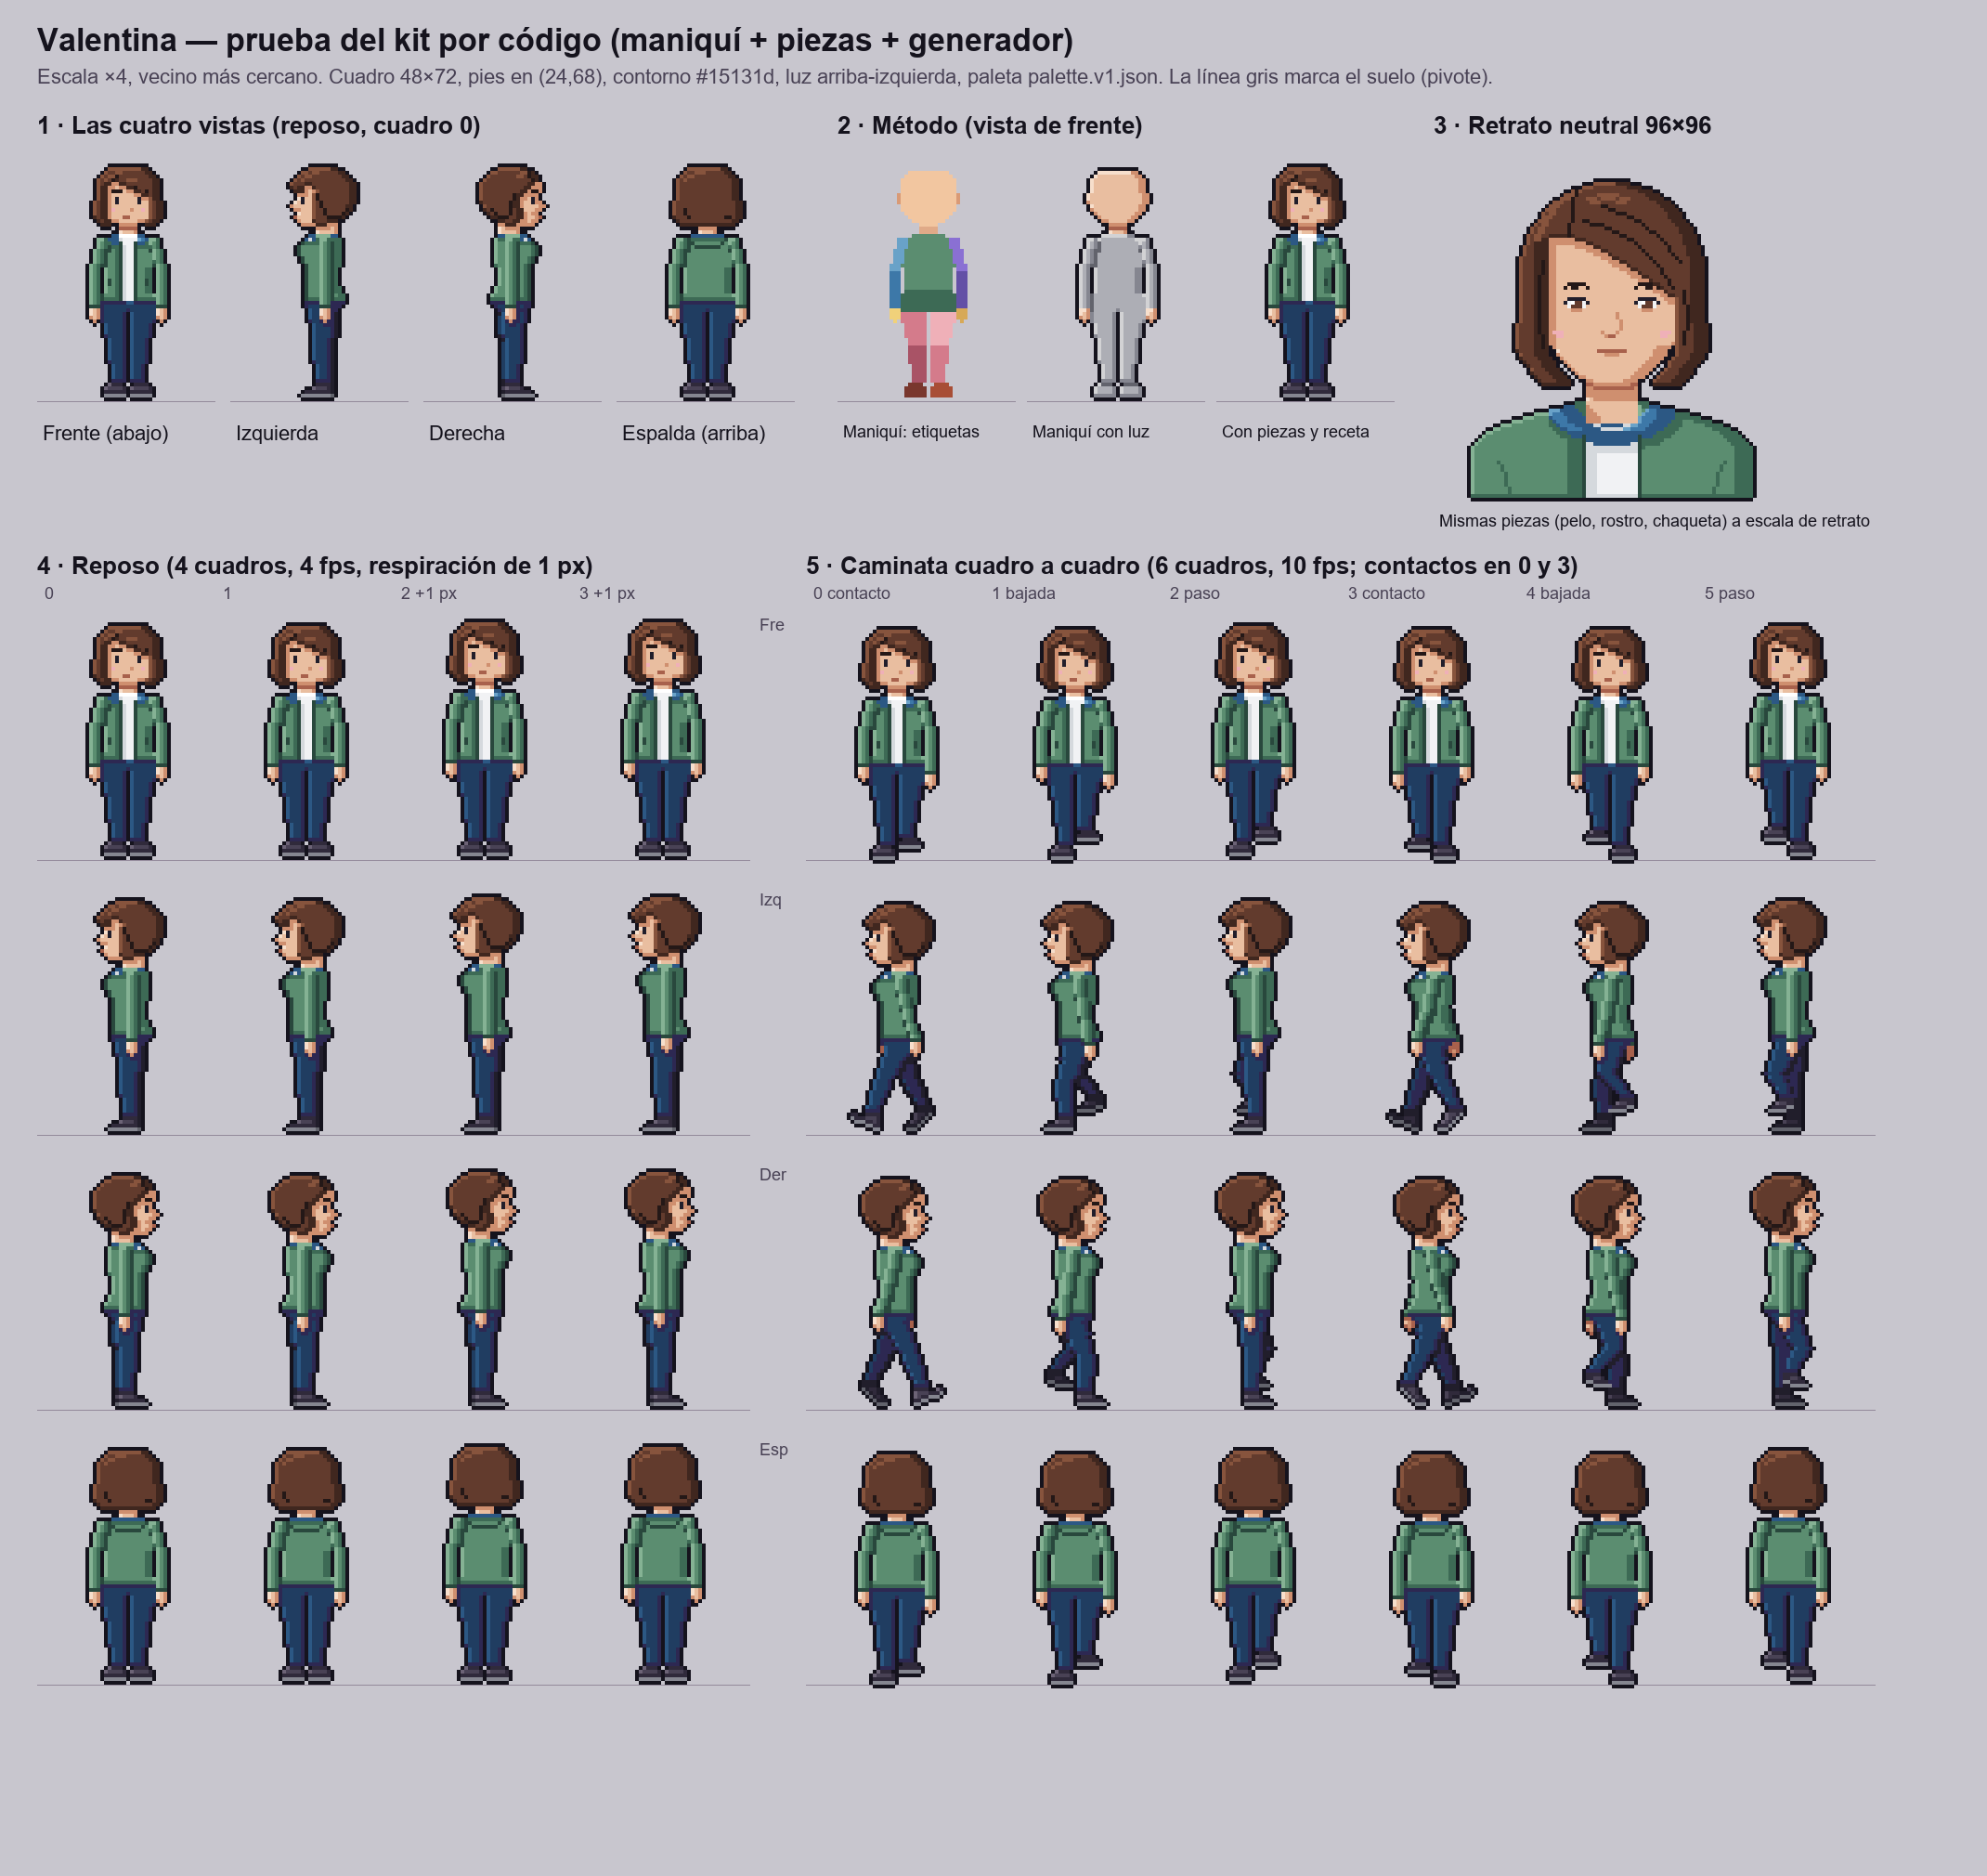 Valentina — prueba del kit por código (maniquí + piezas + generador)
Escala ×4, vecino más cercano. Cuadro 48×72, pies en (24,68), contorno #15131d, luz arriba-izquierda, paleta palette.v1.json. La línea gris marca el suelo (pivote).
1 · Las cuatro vistas (reposo, cuadro 0)
2 · Método (vista de frente)
3 · Retrato neutral 96×96
Frente (abajo)
Izquierda
Derecha
Espalda (arriba)
Maniquí: etiquetas
Maniquí con luz
Con piezas y receta
Mismas piezas (pelo, rostro, chaqueta) a escala de retrato
4 · Reposo (4 cuadros, 4 fps, respiración de 1 px)
0
1
2 +1 px
3 +1 px
5 · Caminata cuadro a cuadro (6 cuadros, 10 fps; contactos en 0 y 3)
0 contacto
1 bajada
2 paso
3 contacto
4 bajada
5 paso
Fre
Izq
Der
Esp